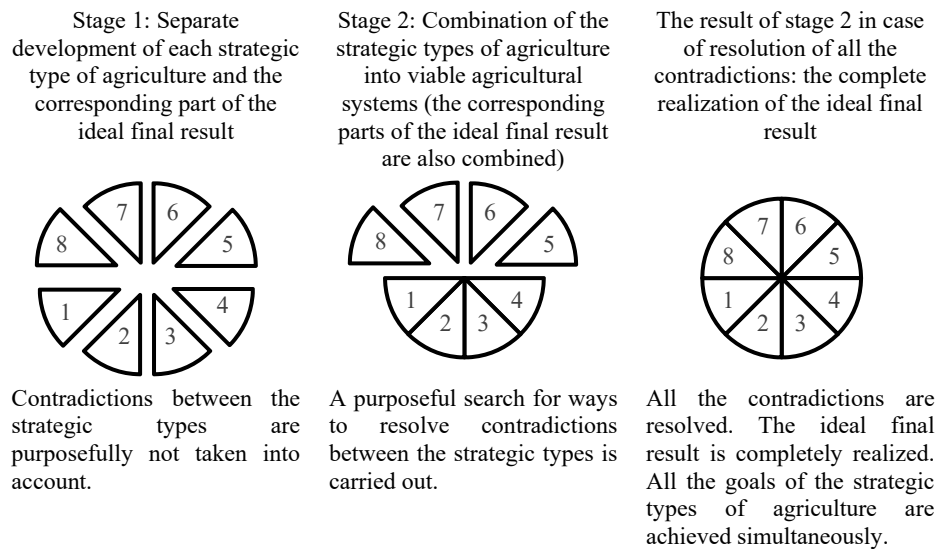 Stage 1: Separate
development of each strategic
type of agriculture and the
corresponding part of the
ideal final result
7 6
8 5
1 4
2 3
Contradictions between the
strategic types are
purposefully not taken into
account.
Stage 2: Combination of the
strategic types of agriculture
into viable agricultural
systems (the corresponding
parts of the ideal final result
are also combined)
7 6
8 5
1 4
2 3
A purposeful search for ways
to resolve contradictions
between the strategic types is
carried out.
The result of stage 2 in case
of resolution of all the
contradictions: the complete
realization of the ideal final
result
7 6
8 5
1 4
2 3
All the contradictions are
resolved. The ideal final
result is completely realized.
All the goals of the strategic
types of agriculture are
achieved simultaneously.